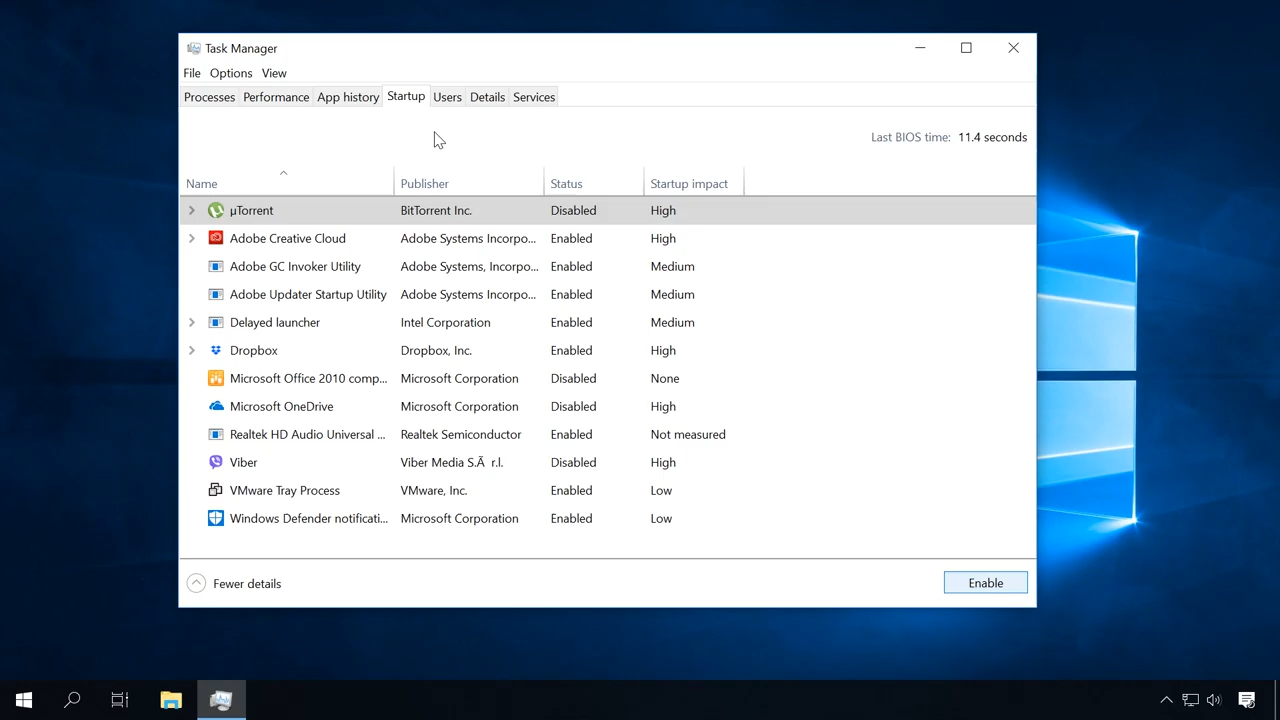 Task Manager
File Options View
Processes Performance App history Startup Users Details Services
Last BIOS time: 11.4 seconds
Name Publisher Status Startup impact
µTorrent BitTorrent Inc. Disabled High
Adobe Creative Cloud Adobe Systems Incorpo... Enabled High
Adobe GC Invoker Utility Adobe Systems, Incorpo... Enabled Medium
Adobe Updater Startup Utility Adobe Systems Incorpo... Enabled Medium
Delayed launcher Intel Corporation Enabled Medium
Dropbox Dropbox, Inc. Enabled High
Microsoft Office 2010 comp... Microsoft Corporation Disabled None
Microsoft OneDrive Microsoft Corporation Disabled High
Realtek HD Audio Universal ... Realtek Semiconductor Enabled Not measured
Viber Viber Media S.Ã r.l. Disabled High
VMware Tray Process VMware, Inc. Enabled Low
Windows Defender notificati... Microsoft Corporation Enabled Low
Fewer details Enable